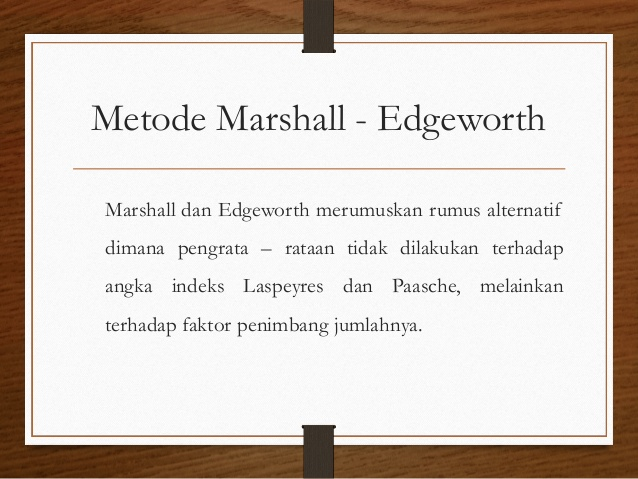 Metode Marshall - Edgeworth
Marshall dan Edgeworth merumuskan rumus alternatif
dimana pengrata – rataan tidak dilakukan terhadap
angka indeks Laspeyres dan Paasche, melainkan
terhadap faktor penimbang jumlahnya.